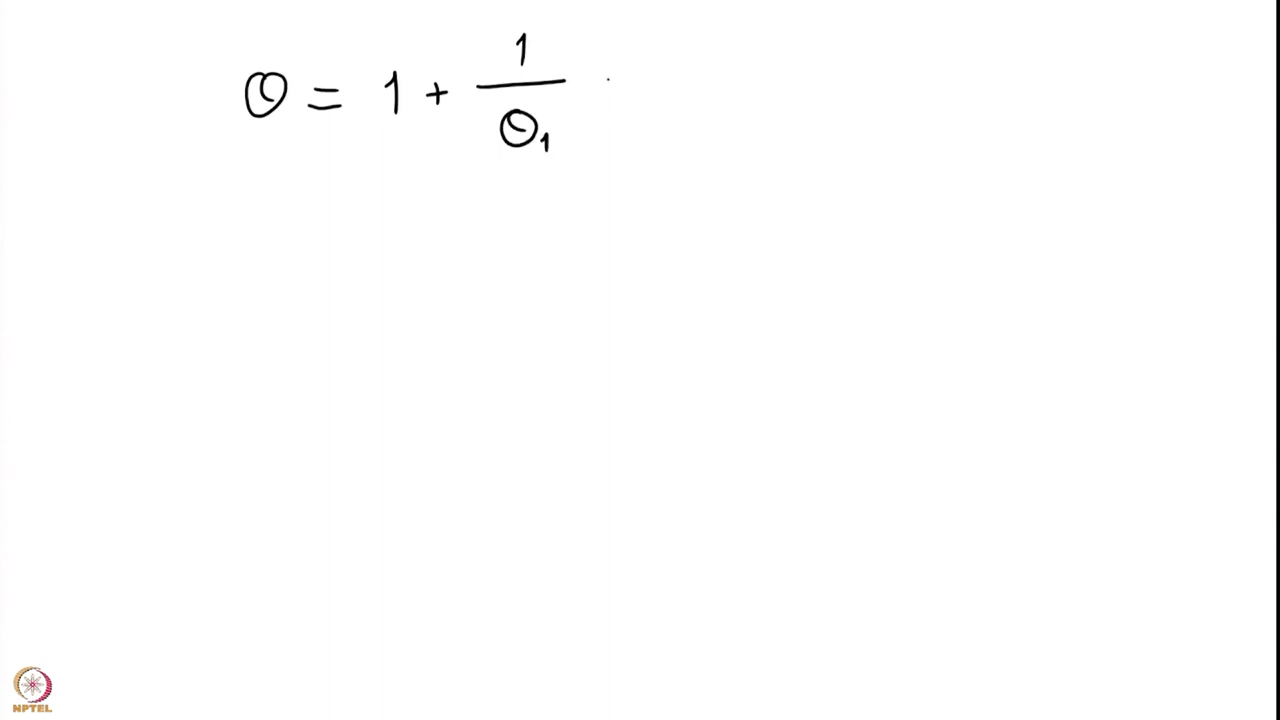 θ = 1 + 1/θ₁
NPTEL